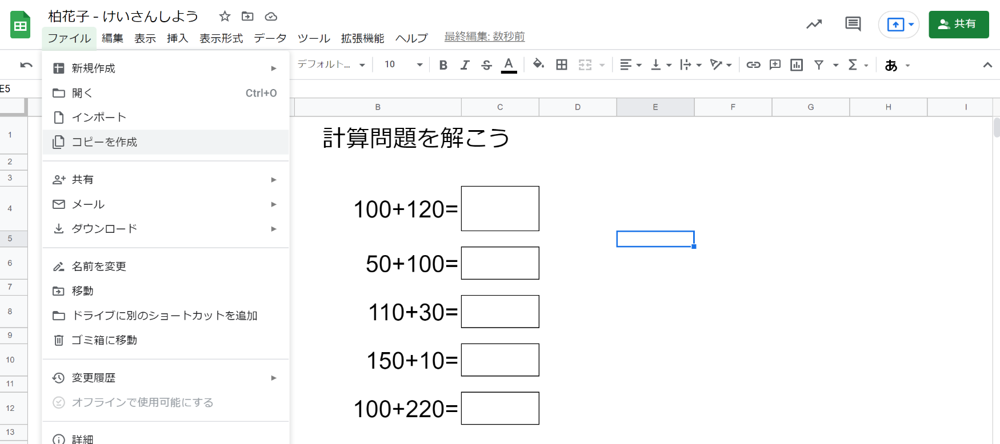 柏花子 - けいさんしよう
ファイル 編集 表示 挿入 表示形式 データ ツール 拡張機能 ヘルプ 最終編集: 数秒前
共有
デフォルト... 10 B I S A Σ あ
E5
新規作成
開く Ctrl+O
インポート
コピーを作成
共有
メール
ダウンロード
名前を変更
移動
ドライブに別のショートカットを追加
ゴミ箱に移動
変更履歴
オフラインで使用可能にする
詳細
B C D E F G H I
1 計算問題を解こう
2
3
4 100+120=
5
6 50+100=
7
8 110+30=
9
10 150+10=
11
12 100+220=
13